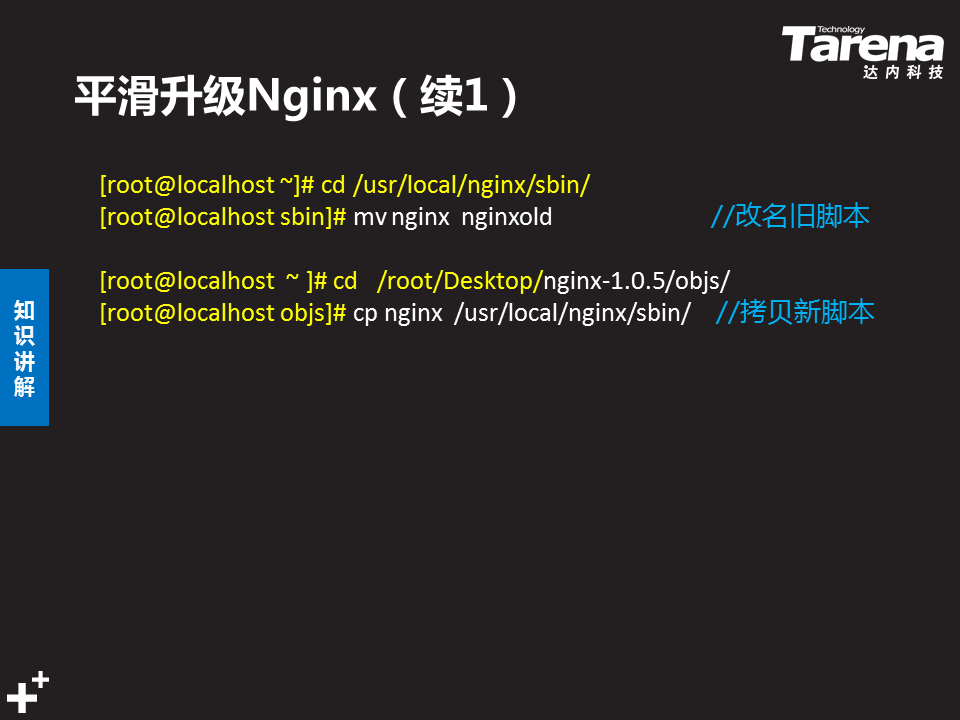 Technology
Tarena
达内科技
平滑升级Nginx（续1）
[root@localhost ~]# cd /usr/local/nginx/sbin/
[root@localhost sbin]# mv nginx  nginxold //改名旧脚本
[root@localhost  ~ ]# cd   /root/Desktop/nginx-1.0.5/objs/
[root@localhost objs]# cp nginx  /usr/local/nginx/sbin/ //拷贝新脚本
知
识
讲
解